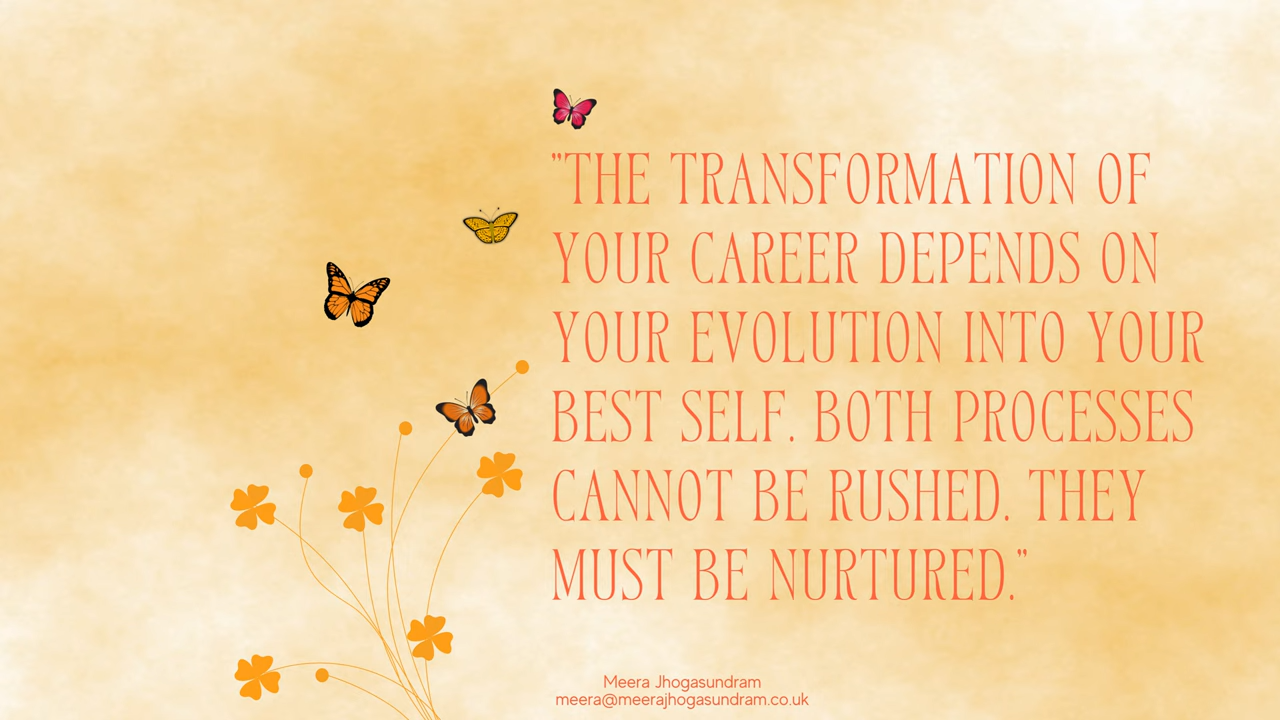 "THE TRANSFORMATION OF
YOUR CAREER DEPENDS ON
YOUR EVOLUTION INTO YOUR
BEST SELF. BOTH PROCESSES
CANNOT BE RUSHED. THEY
MUST BE NURTURED."
Meera Jhogasundram
meera@meerajhogasundram.co.uk